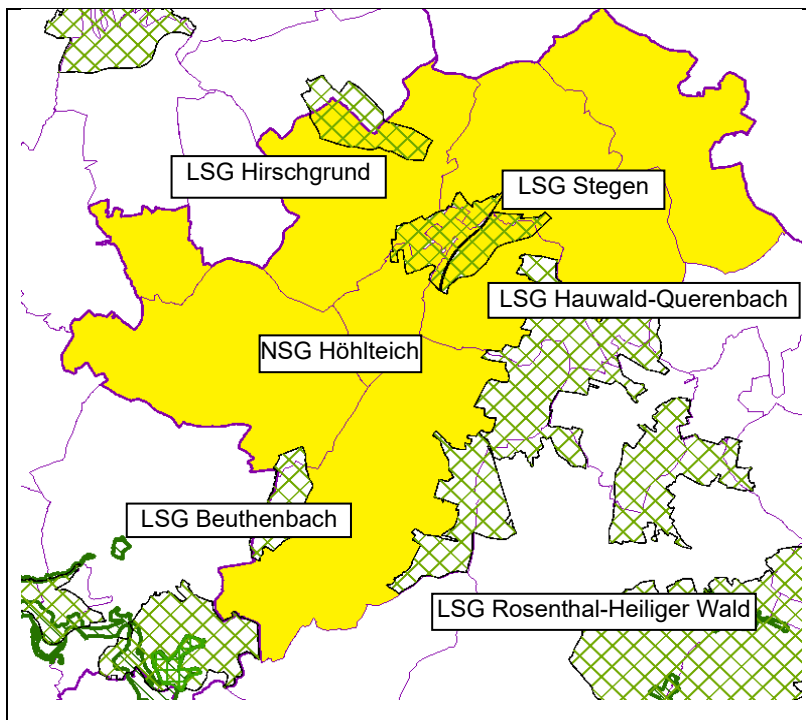 LSG Hirschgrund
LSG Stegen
LSG Hauwald-Querenbach
NSG Höhlteich
LSG Beuthenbach
LSG Rosenthal-Heiliger Wald